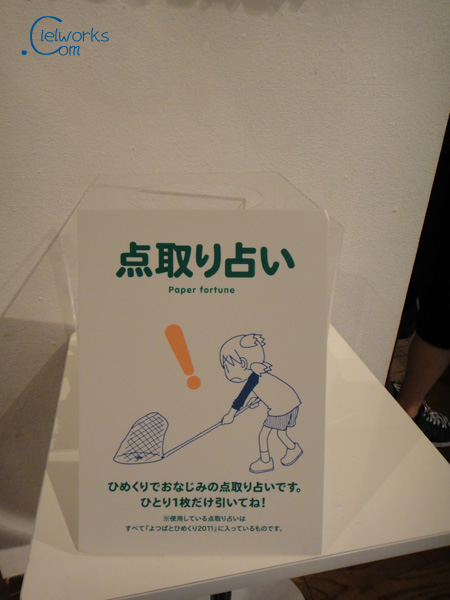 Cielworks
.Com
点取り占い
Paper fortune
!
ひめくりでおなじみの点取り占いです。
ひとり1枚だけ引いてね!
※使用している点取り占いは
すべて「よつばとひめくり2011」に入っているものです。